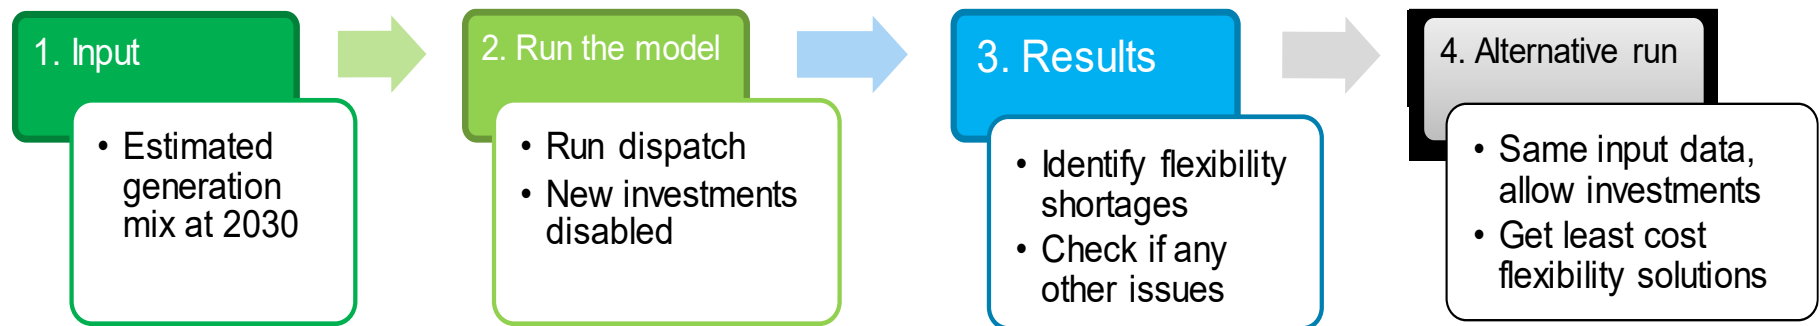 1. Input
• Estimated
generation
mix at 2030
2. Run the model
• Run dispatch
• New investments
disabled
3. Results
• Identify flexibility
shortages
• Check if any
other issues
4. Alternative run
• Same input data,
allow investments
• Get least cost
flexibility solutions